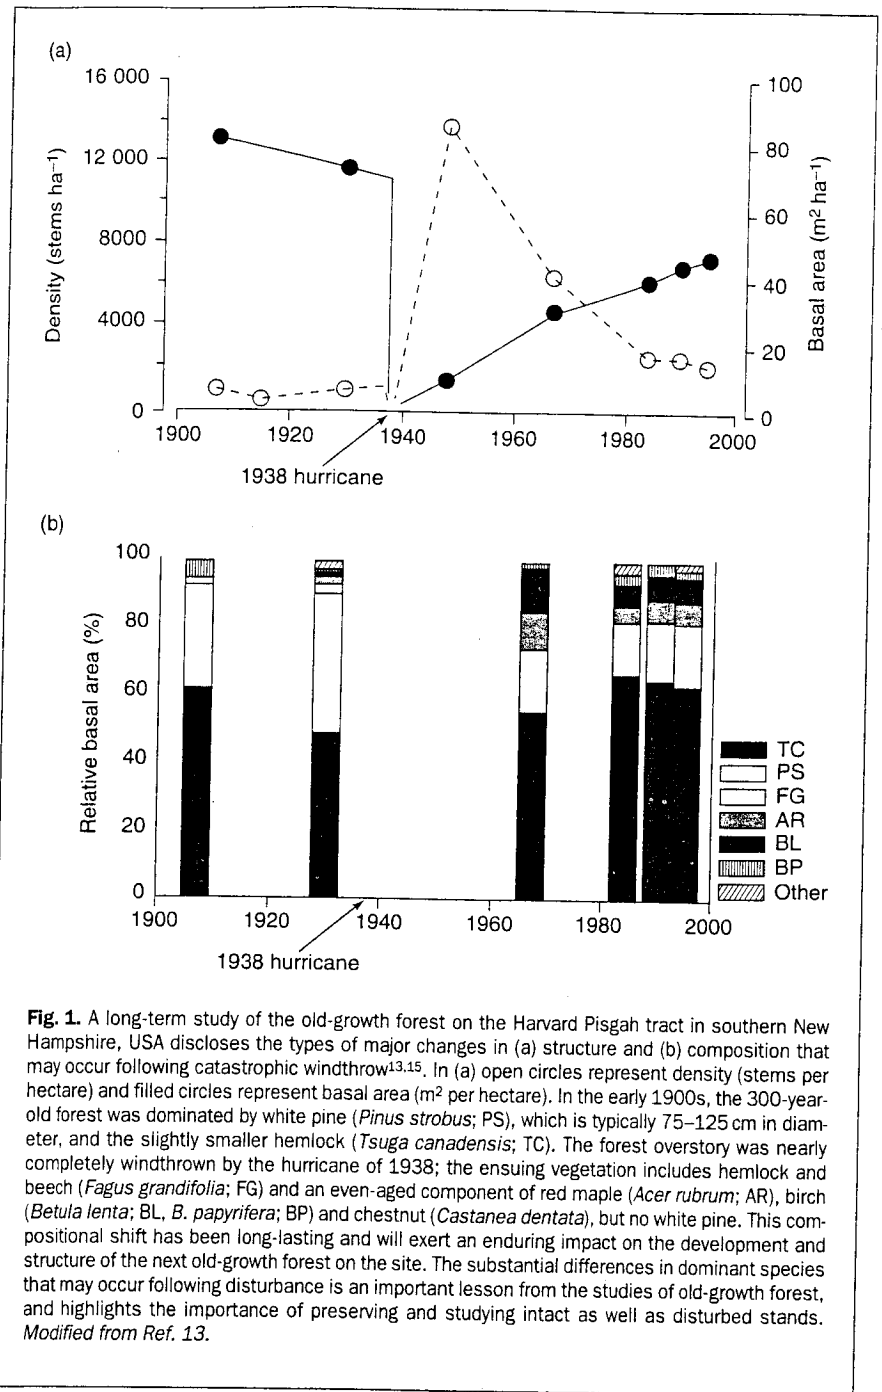 (a)
16 000
12 000
8000
4000
0
Density (stems ha⁻¹)
100
80
60
40
20
0
Basal area (m² ha⁻¹)
1900 1920 1940 1960 1980 2000
1938 hurricane
(b)
100
80
60
40
20
0
Relative basal area (%)
TC
PS
FG
AR
BL
BP
Other
1900 1920 1940 1960 1980 2000
1938 hurricane
Fig. 1. A long-term study of the old-growth forest on the Harvard Pisgah tract in southern New
Hampshire, USA discloses the types of major changes in (a) structure and (b) composition that
may occur following catastrophic windthrow¹³,¹⁵. In (a) open circles represent density (stems per
hectare) and filled circles represent basal area (m² per hectare). In the early 1900s, the 300-year-
old forest was dominated by white pine (Pinus strobus; PS), which is typically 75–125 cm in diam-
eter, and the slightly smaller hemlock (Tsuga canadensis; TC). The forest overstory was nearly
completely windthrown by the hurricane of 1938; the ensuing vegetation includes hemlock and
beech (Fagus grandifolia; FG) and an even-aged component of red maple (Acer rubrum; AR), birch
(Betula lenta; BL, B. papyrifera; BP) and chestnut (Castanea dentata), but no white pine. This com-
positional shift has been long-lasting and will exert an enduring impact on the development and
structure of the next old-growth forest on the site. The substantial differences in dominant species
that may occur following disturbance is an important lesson from the studies of old-growth forest,
and highlights the importance of preserving and studying intact as well as disturbed stands.
Modified from Ref. 13.